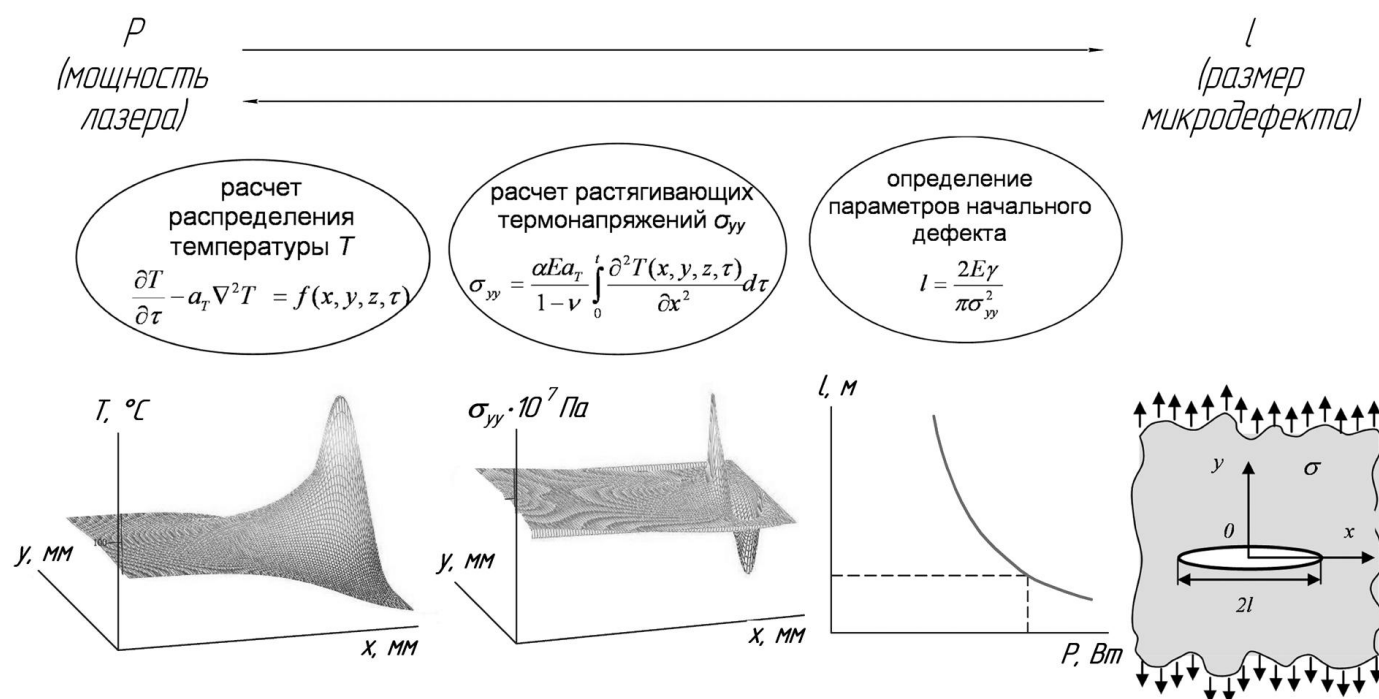 P
(мощность
лазера)
l
(размер
микродефекта)
расчет
распределения
температуры T
∂T/∂τ − a_T ∇²T = f(x, y, z, τ)
расчет растягивающих
термонапряжений σ_yy
σ_yy = αEa_T/(1−ν) ∫₀ᵗ ∂²T(x, y, z, τ)/∂x² dτ
определение
параметров начального
дефекта
l = 2Eγ/πσ²_yy
T, °C
100
y, мм
x, мм
σ_yy·10⁷ Па
y, мм
x, мм
l, м
P, Вт
y
σ
0
x
2l